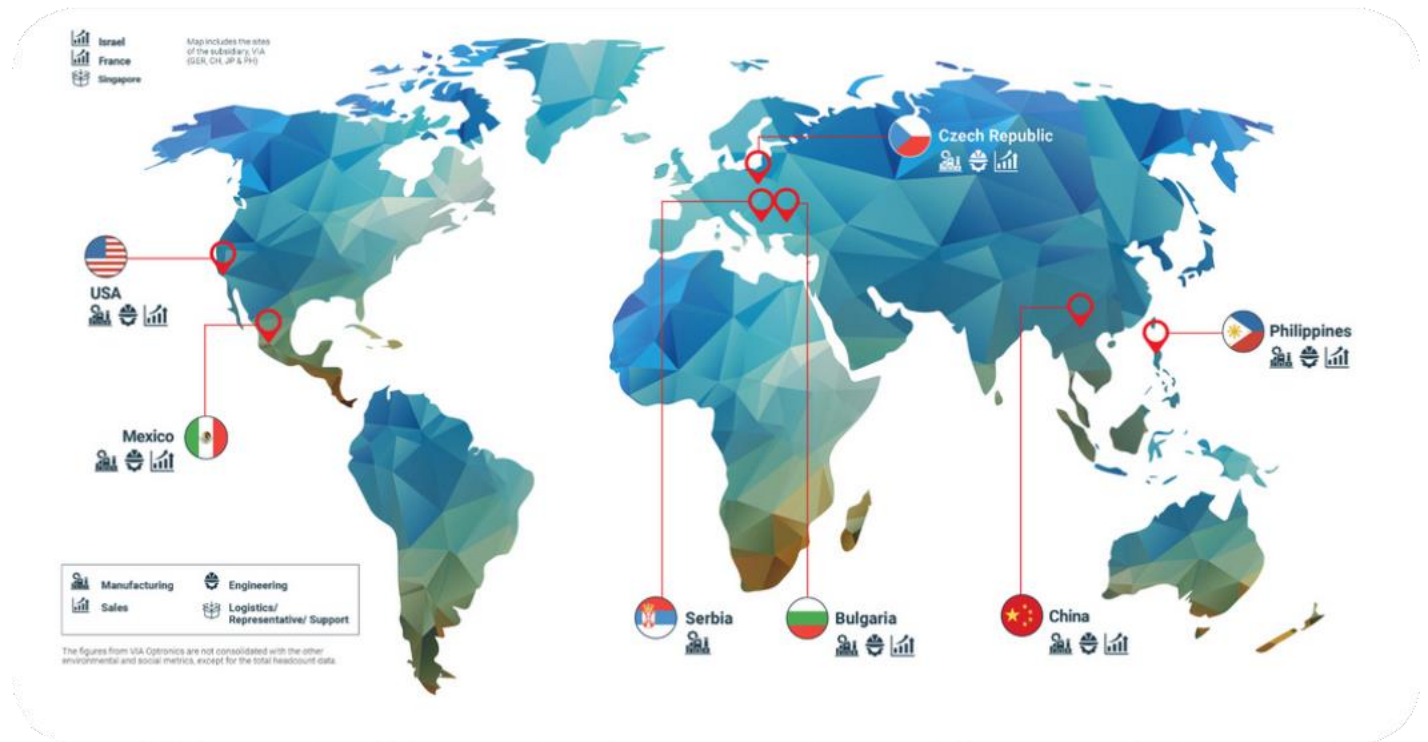 Israel
France
Singapore
Map includes the sites
of the subsidiary, VIA
(GER, CH, JP & PH)
Czech Republic
USA
Philippines
Mexico
Manufacturing
Engineering
Sales
Logistics/
Representative/ Support
Serbia
Bulgaria
China
The figures from VIA Optronics are not consolidated with the other
environmental and social metrics, except for the total headcount data.